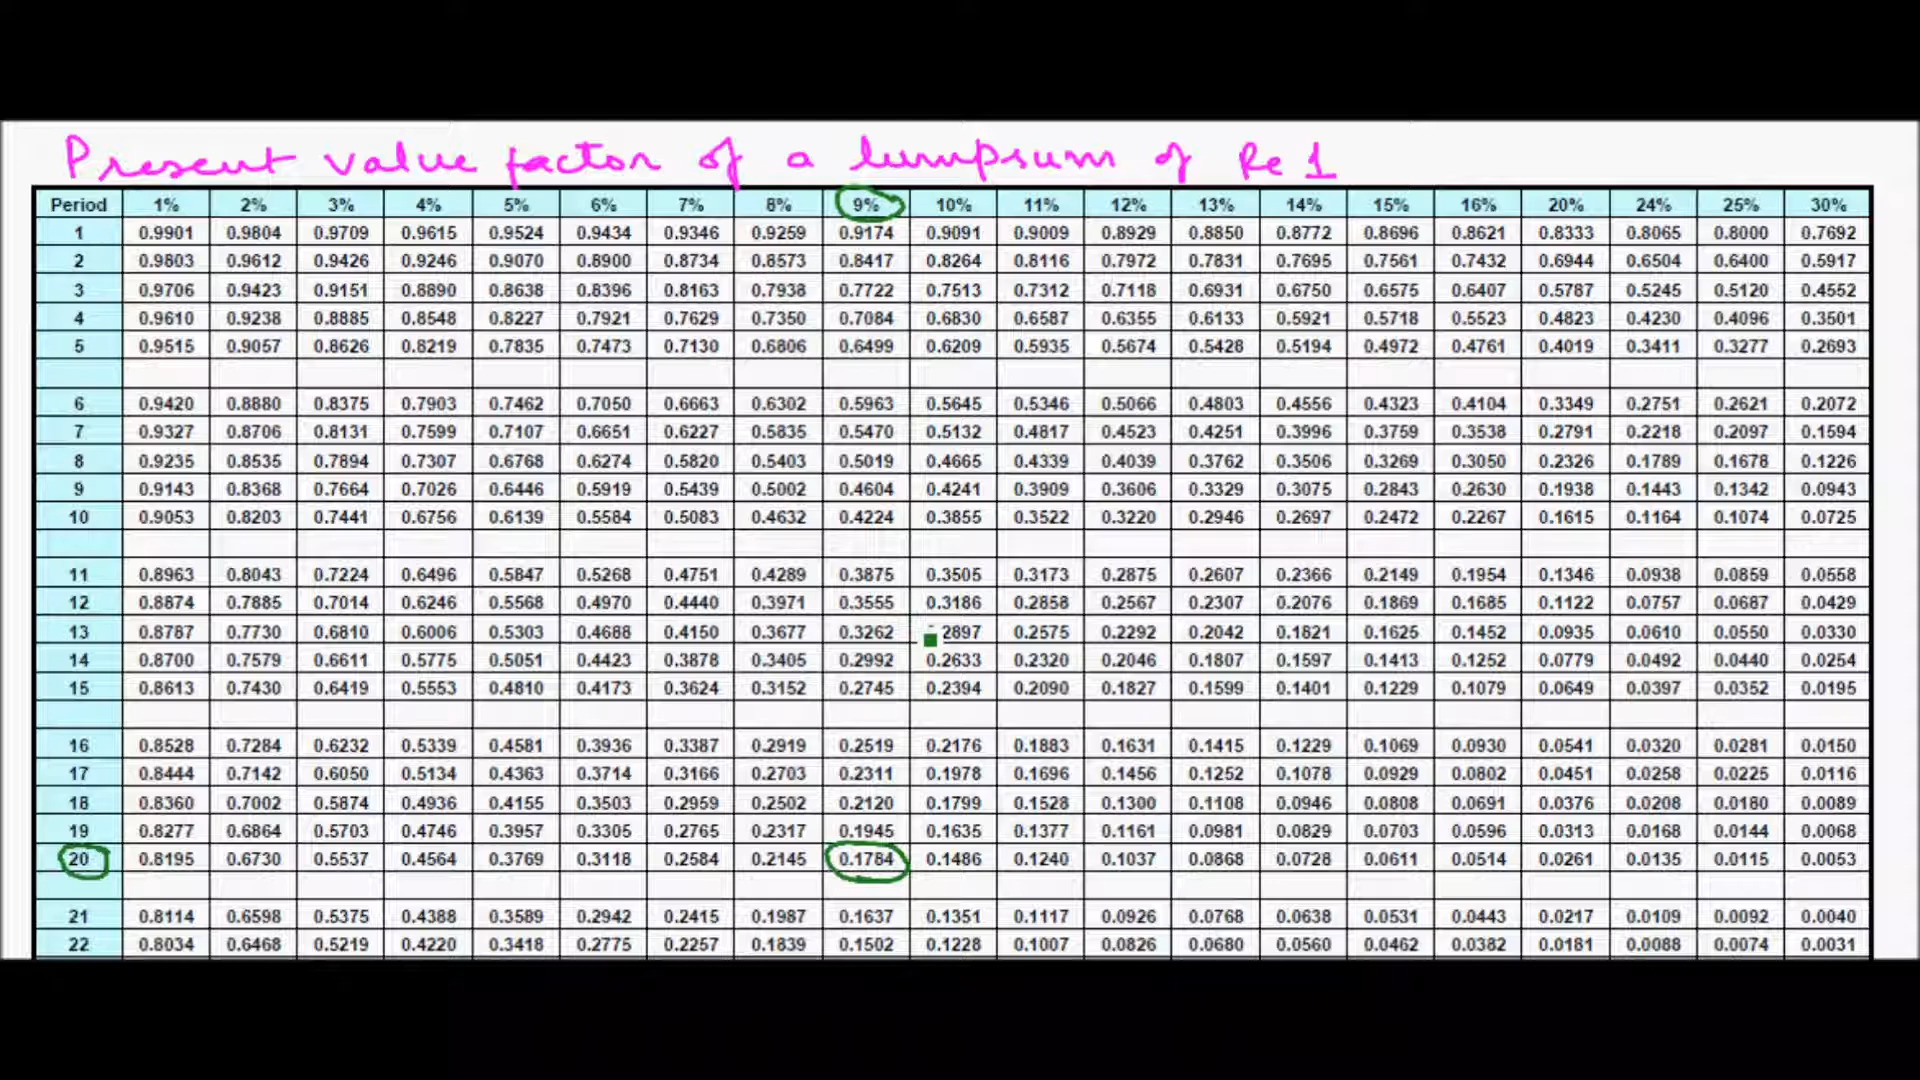 Present value factor of a lumpsum of Re 1
Period 1% 2% 3% 4% 5% 6% 7% 8% 9% 10% 11% 12% 13% 14% 15% 16% 20% 24% 25% 30%
1 0.9901 0.9804 0.9709 0.9615 0.9524 0.9434 0.9346 0.9259 0.9174 0.9091 0.9009 0.8929 0.8850 0.8772 0.8696 0.8621 0.8333 0.8065 0.8000 0.7692
2 0.9803 0.9612 0.9426 0.9246 0.9070 0.8900 0.8734 0.8573 0.8417 0.8264 0.8116 0.7972 0.7831 0.7695 0.7561 0.7432 0.6944 0.6504 0.6400 0.5917
3 0.9706 0.9423 0.9151 0.8890 0.8638 0.8396 0.8163 0.7938 0.7722 0.7513 0.7312 0.7118 0.6931 0.6750 0.6575 0.6407 0.5787 0.5245 0.5120 0.4552
4 0.9610 0.9238 0.8885 0.8548 0.8227 0.7921 0.7629 0.7350 0.7084 0.6830 0.6587 0.6355 0.6133 0.5921 0.5718 0.5523 0.4823 0.4230 0.4096 0.3501
5 0.9515 0.9057 0.8626 0.8219 0.7835 0.7473 0.7130 0.6806 0.6499 0.6209 0.5935 0.5674 0.5428 0.5194 0.4972 0.4761 0.4019 0.3411 0.3277 0.2693
6 0.9420 0.8880 0.8375 0.7903 0.7462 0.7050 0.6663 0.6302 0.5963 0.5645 0.5346 0.5066 0.4803 0.4556 0.4323 0.4104 0.3349 0.2751 0.2621 0.2072
7 0.9327 0.8706 0.8131 0.7599 0.7107 0.6651 0.6227 0.5835 0.5470 0.5132 0.4817 0.4523 0.4251 0.3996 0.3759 0.3538 0.2791 0.2218 0.2097 0.1594
8 0.9235 0.8535 0.7894 0.7307 0.6768 0.6274 0.5820 0.5403 0.5019 0.4665 0.4339 0.4039 0.3762 0.3506 0.3269 0.3050 0.2326 0.1789 0.1678 0.1226
9 0.9143 0.8368 0.7664 0.7026 0.6446 0.5919 0.5439 0.5002 0.4604 0.4241 0.3909 0.3606 0.3329 0.3075 0.2843 0.2630 0.1938 0.1443 0.1342 0.0943
10 0.9053 0.8203 0.7441 0.6756 0.6139 0.5584 0.5083 0.4632 0.4224 0.3855 0.3522 0.3220 0.2946 0.2697 0.2472 0.2267 0.1615 0.1164 0.1074 0.0725
11 0.8963 0.8043 0.7224 0.6496 0.5847 0.5268 0.4751 0.4289 0.3875 0.3505 0.3173 0.2875 0.2607 0.2366 0.2149 0.1954 0.1346 0.0938 0.0859 0.0558
12 0.8874 0.7885 0.7014 0.6246 0.5568 0.4970 0.4440 0.3971 0.3555 0.3186 0.2858 0.2567 0.2307 0.2076 0.1869 0.1685 0.1122 0.0757 0.0687 0.0429
13 0.8787 0.7730 0.6810 0.6006 0.5303 0.4688 0.4150 0.3677 0.3262 2897 0.2575 0.2292 0.2042 0.1821 0.1625 0.1452 0.0935 0.0610 0.0550 0.0330
14 0.8700 0.7579 0.6611 0.5775 0.5051 0.4423 0.3878 0.3405 0.2992 0.2633 0.2320 0.2046 0.1807 0.1597 0.1413 0.1252 0.0779 0.0492 0.0440 0.0254
15 0.8613 0.7430 0.6419 0.5553 0.4810 0.4173 0.3624 0.3152 0.2745 0.2394 0.2090 0.1827 0.1599 0.1401 0.1229 0.1079 0.0649 0.0397 0.0352 0.0195
16 0.8528 0.7284 0.6232 0.5339 0.4581 0.3936 0.3387 0.2919 0.2519 0.2176 0.1883 0.1631 0.1415 0.1229 0.1069 0.0930 0.0541 0.0320 0.0281 0.0150
17 0.8444 0.7142 0.6050 0.5134 0.4363 0.3714 0.3166 0.2703 0.2311 0.1978 0.1696 0.1456 0.1252 0.1078 0.0929 0.0802 0.0451 0.0258 0.0225 0.0116
18 0.8360 0.7002 0.5874 0.4936 0.4155 0.3503 0.2959 0.2502 0.2120 0.1799 0.1528 0.1300 0.1108 0.0946 0.0808 0.0691 0.0376 0.0208 0.0180 0.0089
19 0.8277 0.6864 0.5703 0.4746 0.3957 0.3305 0.2765 0.2317 0.1945 0.1635 0.1377 0.1161 0.0981 0.0829 0.0703 0.0596 0.0313 0.0168 0.0144 0.0068
20 0.8195 0.6730 0.5537 0.4564 0.3769 0.3118 0.2584 0.2145 0.1784 0.1486 0.1240 0.1037 0.0868 0.0728 0.0611 0.0514 0.0261 0.0135 0.0115 0.0053
21 0.8114 0.6598 0.5375 0.4388 0.3589 0.2942 0.2415 0.1987 0.1637 0.1351 0.1117 0.0926 0.0768 0.0638 0.0531 0.0443 0.0217 0.0109 0.0092 0.0040
22 0.8034 0.6468 0.5219 0.4220 0.3418 0.2775 0.2257 0.1839 0.1502 0.1228 0.1007 0.0826 0.0680 0.0560 0.0462 0.0382 0.0181 0.0088 0.0074 0.0031